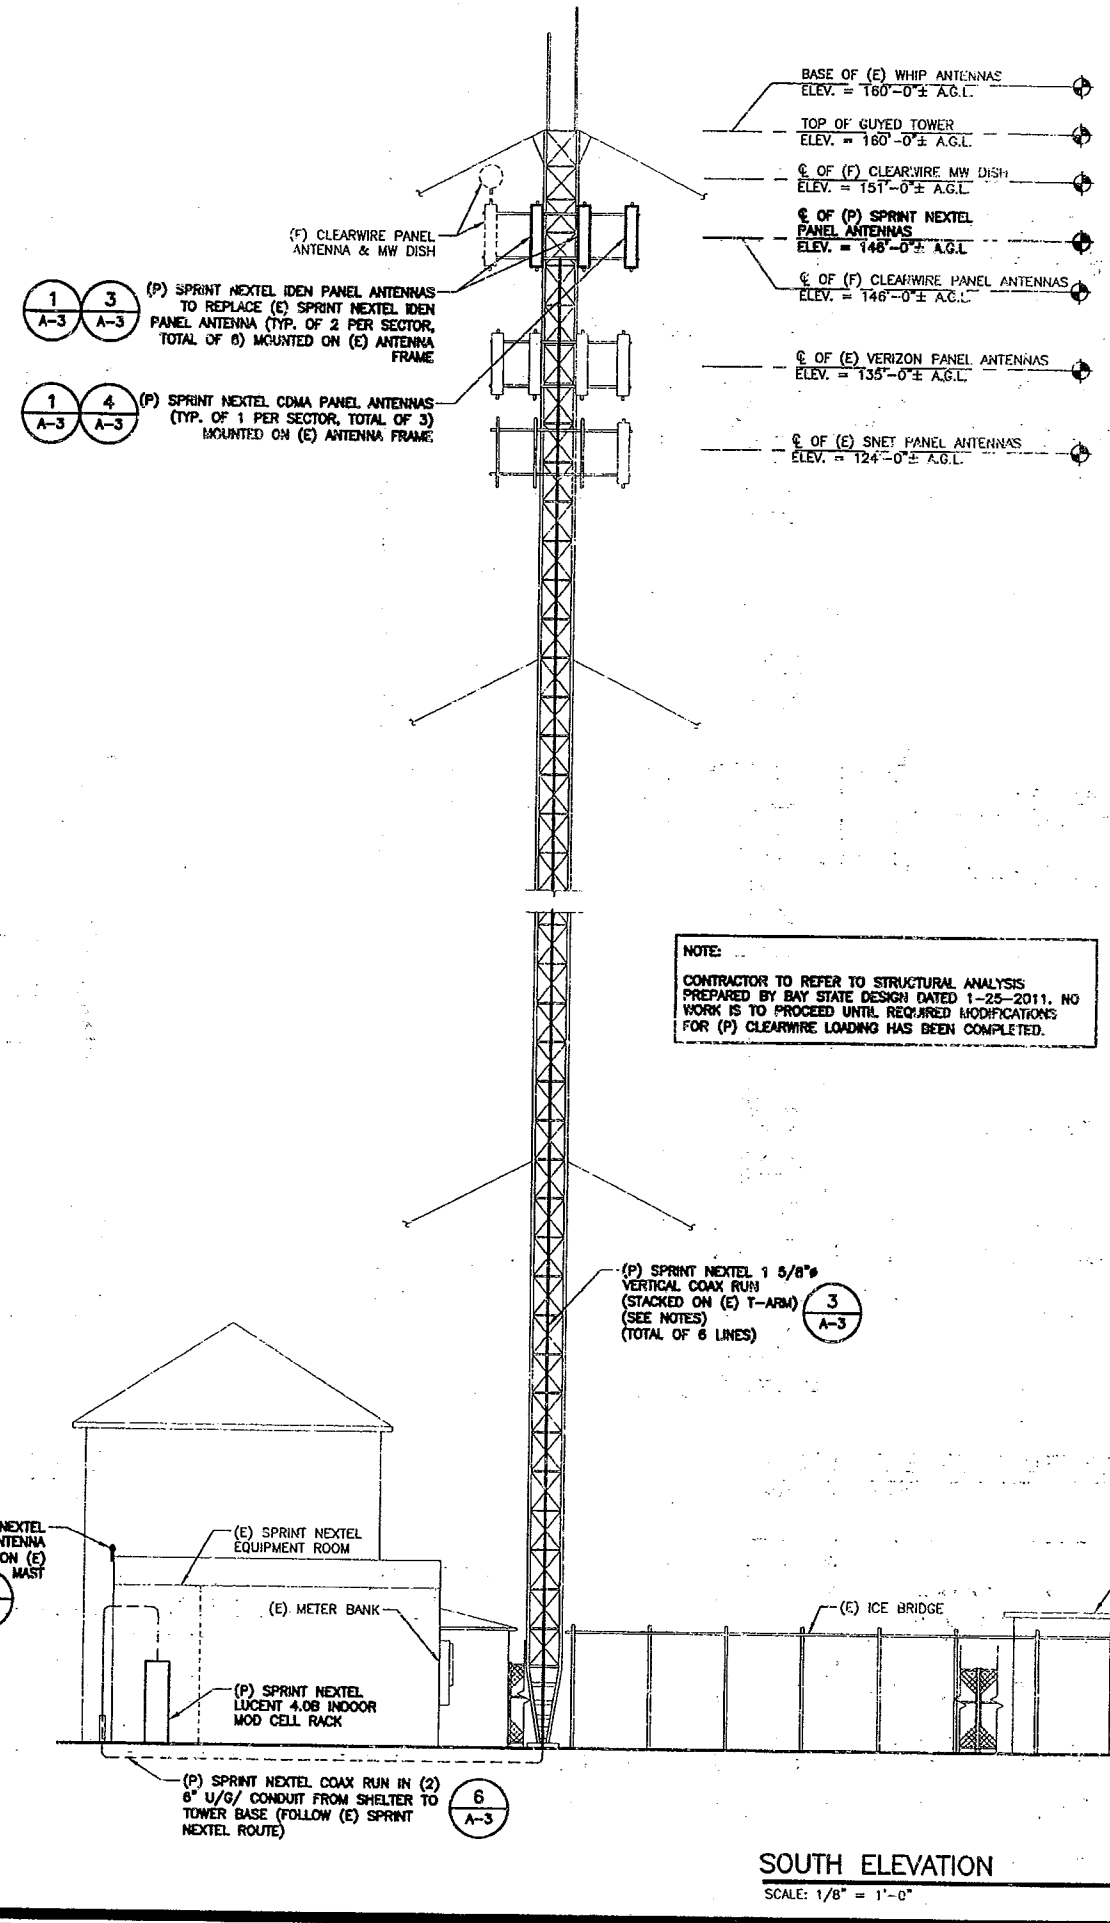 BASE OF (E) WHIP ANTENNAS
ELEV. = 160'-0"± A.G.L.
TOP OF GUYED TOWER
ELEV. = 160'-0"± A.G.L.
℄ OF (F) CLEARWIRE MW DISH
ELEV. = 151'-0"± A.G.L.
℄ OF (P) SPRINT NEXTEL
PANEL ANTENNAS
ELEV. = 146'-0"± A.G.L
℄ OF (F) CLEARWIRE PANEL ANTENNAS
ELEV. = 146'-0"± A.G.L.
℄ OF (E) VERIZON PANEL ANTENNAS
ELEV. = 135'-0"± A.G.L.
℄ OF (E) SNET PANEL ANTENNAS
ELEV. = 124'-0"± A.G.L.
(F) CLEARWIRE PANEL
ANTENNA & MW DISH
1
A-3
3
A-3
(P) SPRINT NEXTEL IDEN PANEL ANTENNAS
TO REPLACE (E) SPRINT NEXTEL IDEN
PANEL ANTENNA (TYP. OF 2 PER SECTOR,
TOTAL OF 6) MOUNTED ON (E) ANTENNA
FRAME
1
A-3
4
A-3
(P) SPRINT NEXTEL CDMA PANEL ANTENNAS
(TYP. OF 1 PER SECTOR, TOTAL OF 3)
MOUNTED ON (E) ANTENNA FRAME
NOTE:
CONTRACTOR TO REFER TO STRUCTURAL ANALYSIS
PREPARED BY BAY STATE DESIGN DATED 1-25-2011. NO
WORK IS TO PROCEED UNTIL REQUIRED MODIFICATIONS
FOR (P) CLEARWIRE LOADING HAS BEEN COMPLETED.
(P) SPRINT NEXTEL 1 5/8"ø
VERTICAL COAX RUN
(STACKED ON (E) T-ARM)
(SEE NOTES)
(TOTAL OF 6 LINES)
3
A-3
NEXTEL
NTENNA
ON (E)
MAST
(E) SPRINT NEXTEL
EQUIPMENT ROOM
(E) METER BANK
(E) ICE BRIDGE
(P) SPRINT NEXTEL
LUCENT 4.0B INDOOR
MOD CELL RACK
(P) SPRINT NEXTEL COAX RUN IN (2)
6" U/G/ CONDUIT FROM SHELTER TO
TOWER BASE (FOLLOW (E) SPRINT
NEXTEL ROUTE)
6
A-3
SOUTH ELEVATION
SCALE: 1/8" = 1'-0"